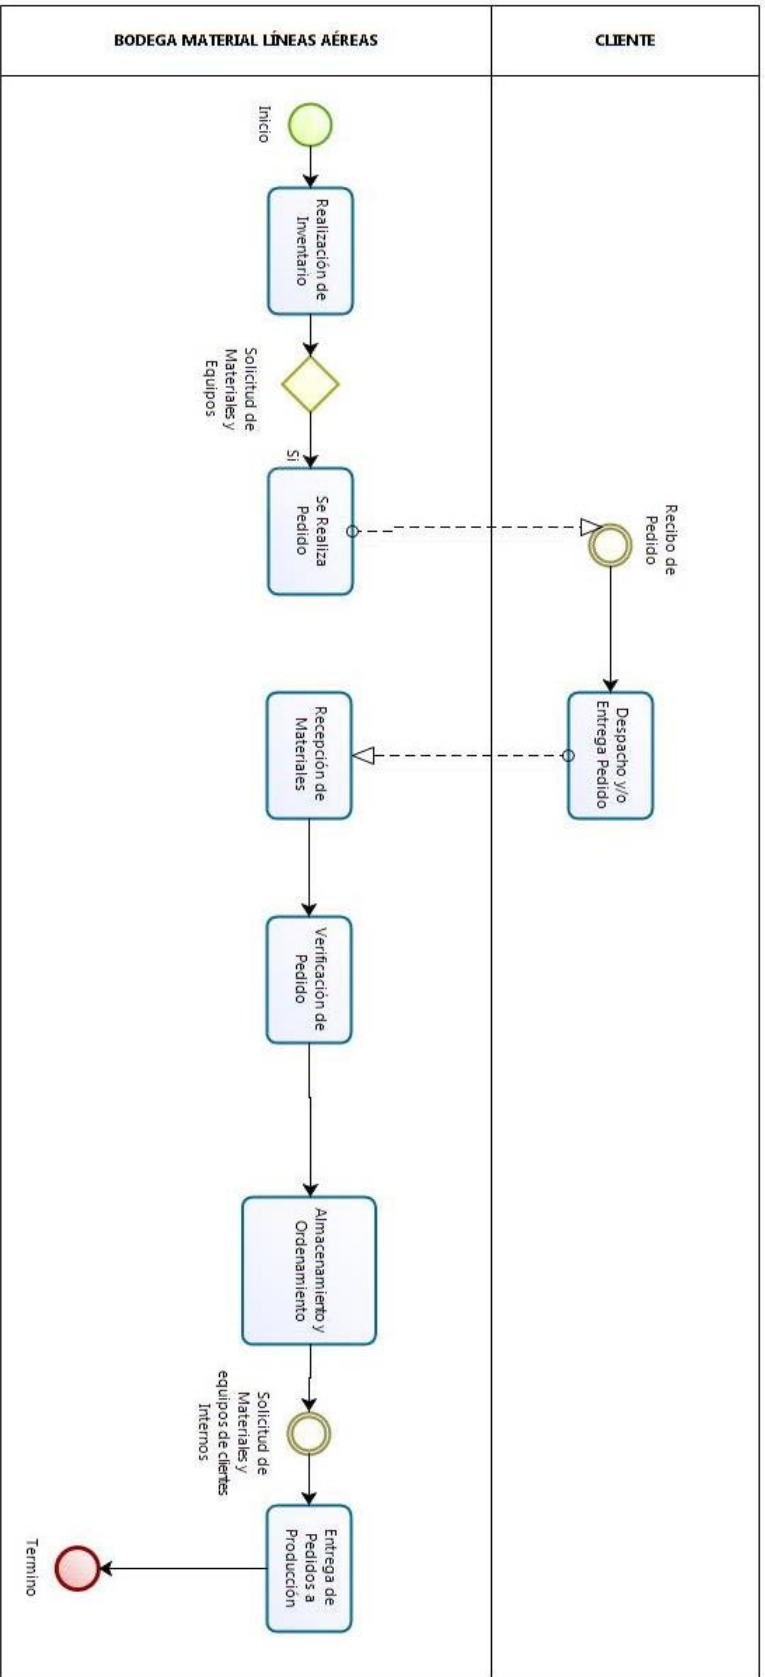 BODEGA MATERIAL LÍNEAS AÉREAS
CLIENTE
Inicio
Realización de
Inventario
Solicitud de
Materiales y
Equipos
Si
Se Realiza
Pedido
Recibo de
Pedido
Despacho y/o
Entrega Pedido
Recepción de
Materiales
Verificación de
Pedido
Almacenamiento y
Ordenamiento
Solicitud de
Materiales y
equipos de clientes
Internos
Entrega de
Pedidos a
Producción
Termino